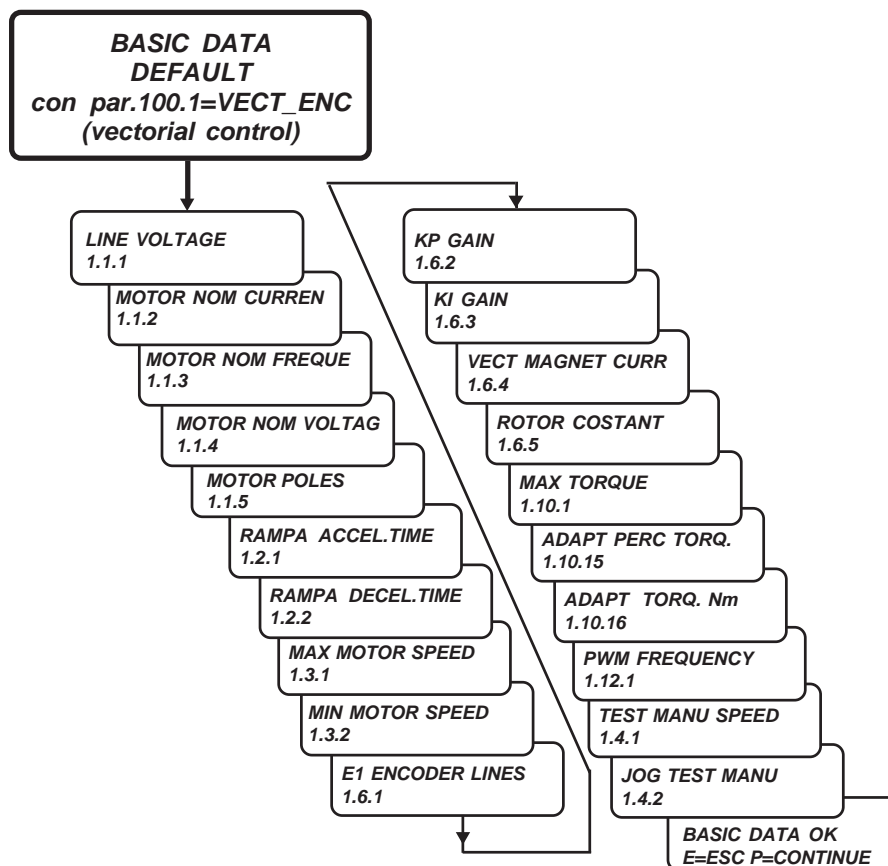 BASIC DATA
DEFAULT
con par.100.1=VECT_ENC
(vectorial control)
LINE VOLTAGE
1.1.1
MOTOR NOM CURREN
1.1.2
MOTOR NOM FREQUE
1.1.3
MOTOR NOM VOLTAG
1.1.4
MOTOR POLES
1.1.5
RAMPA ACCEL.TIME
1.2.1
RAMPA DECEL.TIME
1.2.2
MAX MOTOR SPEED
1.3.1
MIN MOTOR SPEED
1.3.2
E1 ENCODER LINES
1.6.1
KP GAIN
1.6.2
KI GAIN
1.6.3
VECT MAGNET CURR
1.6.4
ROTOR COSTANT
1.6.5
MAX TORQUE
1.10.1
ADAPT PERC TORQ.
1.10.15
ADAPT TORQ. Nm
1.10.16
PWM FREQUENCY
1.12.1
TEST MANU SPEED
1.4.1
JOG TEST MANU
1.4.2
BASIC DATA OK
E=ESC P=CONTINUE